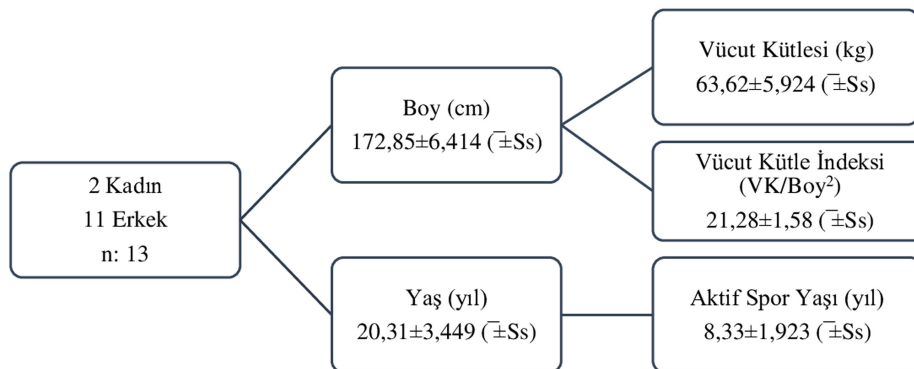 2 Kadın
11 Erkek
n: 13
Boy (cm)
172,85±6,414 (¯±Ss)
Vücut Kütlesi (kg)
63,62±5,924 (¯±Ss)
Vücut Kütle İndeksi
(VK/Boy²)
21,28±1,58 (¯±Ss)
Yaş (yıl)
20,31±3,449 (¯±Ss)
Aktif Spor Yaşı (yıl)
8,33±1,923 (¯±Ss)